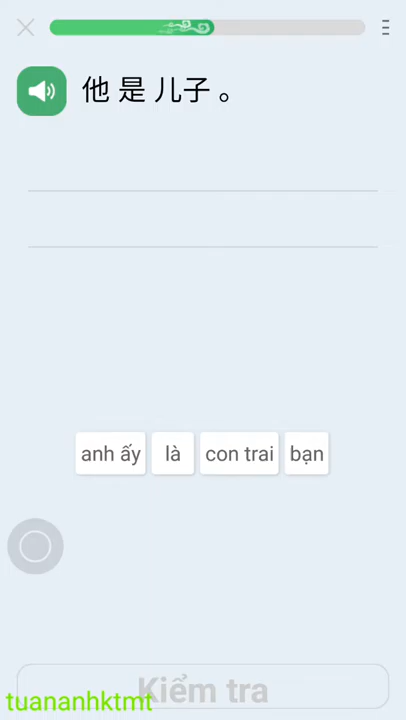 他 是 儿子 。
anh ấy là con trai bạn
Kiểm tra
tuananhktmt